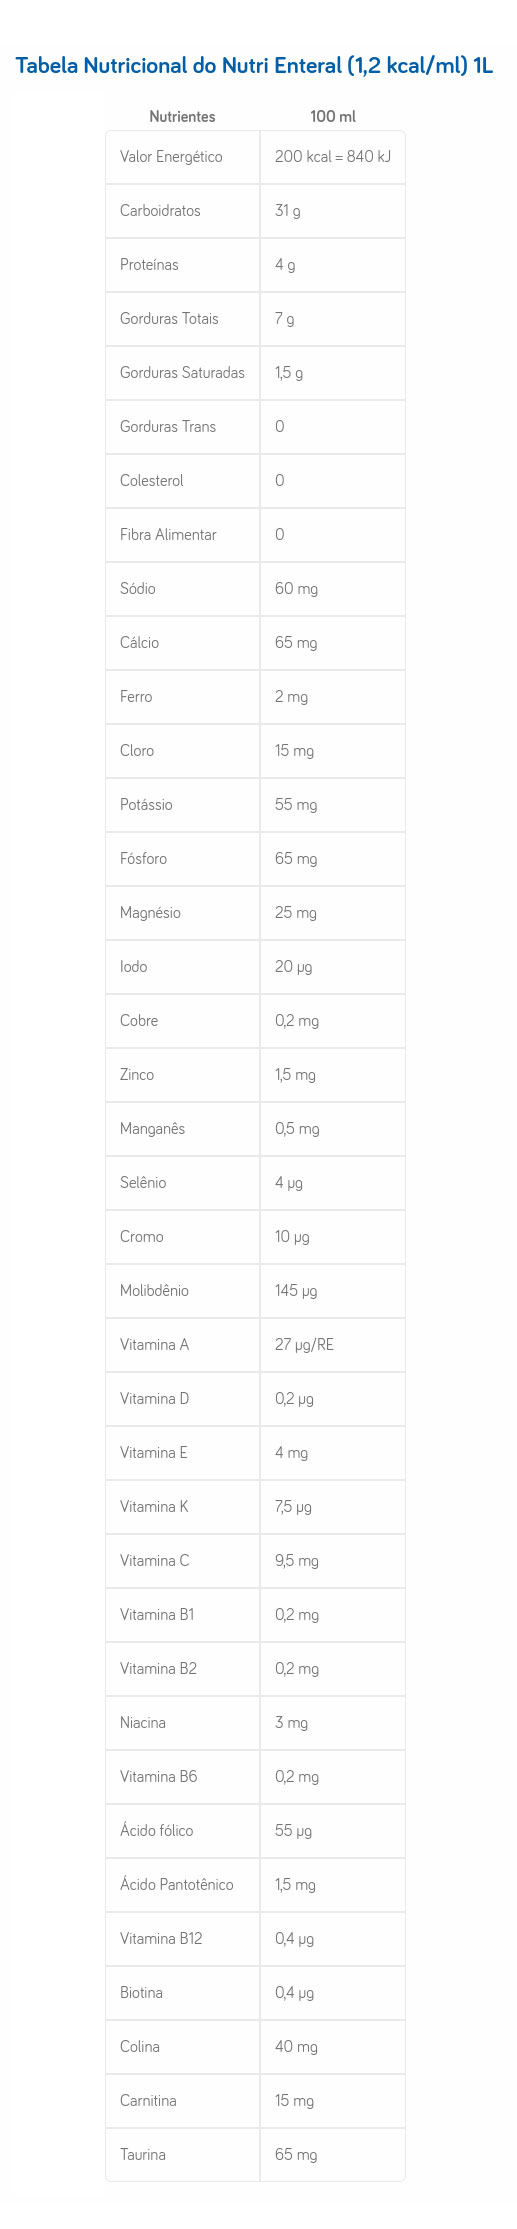 Tabela Nutricional do Nutri Enteral (1,2 kcal/ml) 1L
Nutrientes 100 ml
Valor Energético 200 kcal = 840 kJ
Carboidratos 31 g
Proteínas 4 g
Gorduras Totais 7 g
Gorduras Saturadas 1,5 g
Gorduras Trans 0
Colesterol 0
Fibra Alimentar 0
Sódio 60 mg
Cálcio 65 mg
Ferro 2 mg
Cloro 15 mg
Potássio 55 mg
Fósforo 65 mg
Magnésio 25 mg
Iodo 20 µg
Cobre 0,2 mg
Zinco 1,5 mg
Manganês 0,5 mg
Selênio 4 µg
Cromo 10 µg
Molibdênio 145 µg
Vitamina A 27 µg/RE
Vitamina D 0,2 µg
Vitamina E 4 mg
Vitamina K 7,5 µg
Vitamina C 9,5 mg
Vitamina B1 0,2 mg
Vitamina B2 0,2 mg
Niacina 3 mg
Vitamina B6 0,2 mg
Ácido fólico 55 µg
Ácido Pantotênico 1,5 mg
Vitamina B12 0,4 µg
Biotina 0,4 µg
Colina 40 mg
Carnitina 15 mg
Taurina 65 mg